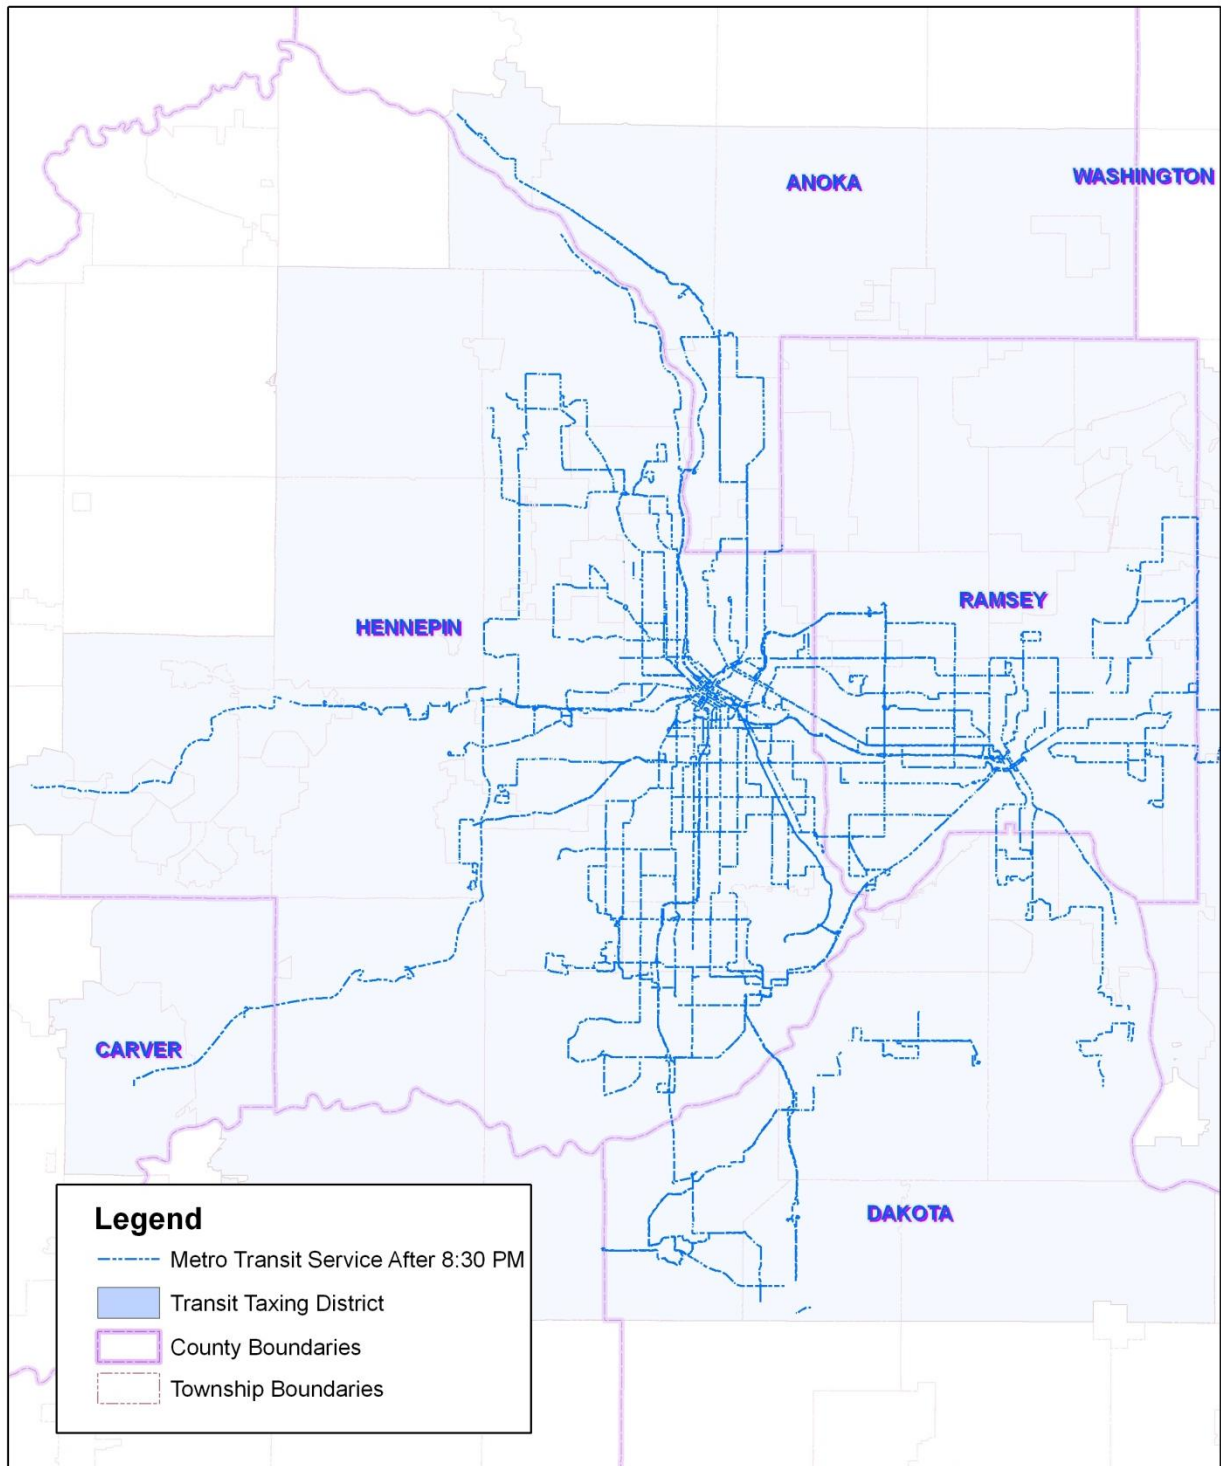 ANOKA
WASHINGTON
RAMSEY
HENNEPIN
CARVER
DAKOTA
Legend
Metro Transit Service After 8:30 PM
Transit Taxing District
County Boundaries
Township Boundaries